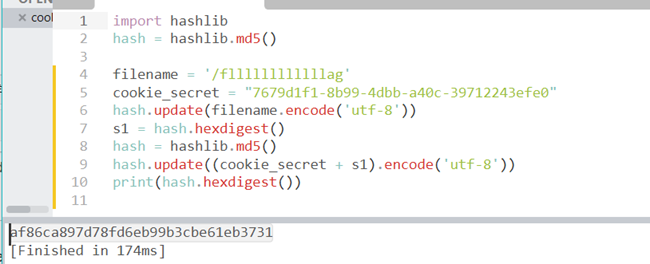 cook
1 import hashlib
2 hash = hashlib.md5()
3
4 filename = '/fllllllllllllag'
5 cookie_secret = "7679d1f1-8b99-4dbb-a40c-39712243efe0"
6 hash.update(filename.encode('utf-8'))
7 s1 = hash.hexdigest()
8 hash = hashlib.md5()
9 hash.update((cookie_secret + s1).encode('utf-8'))
10 print(hash.hexdigest())
11
af86ca897d78fd6eb99b3cbe61eb3731
[Finished in 174ms]